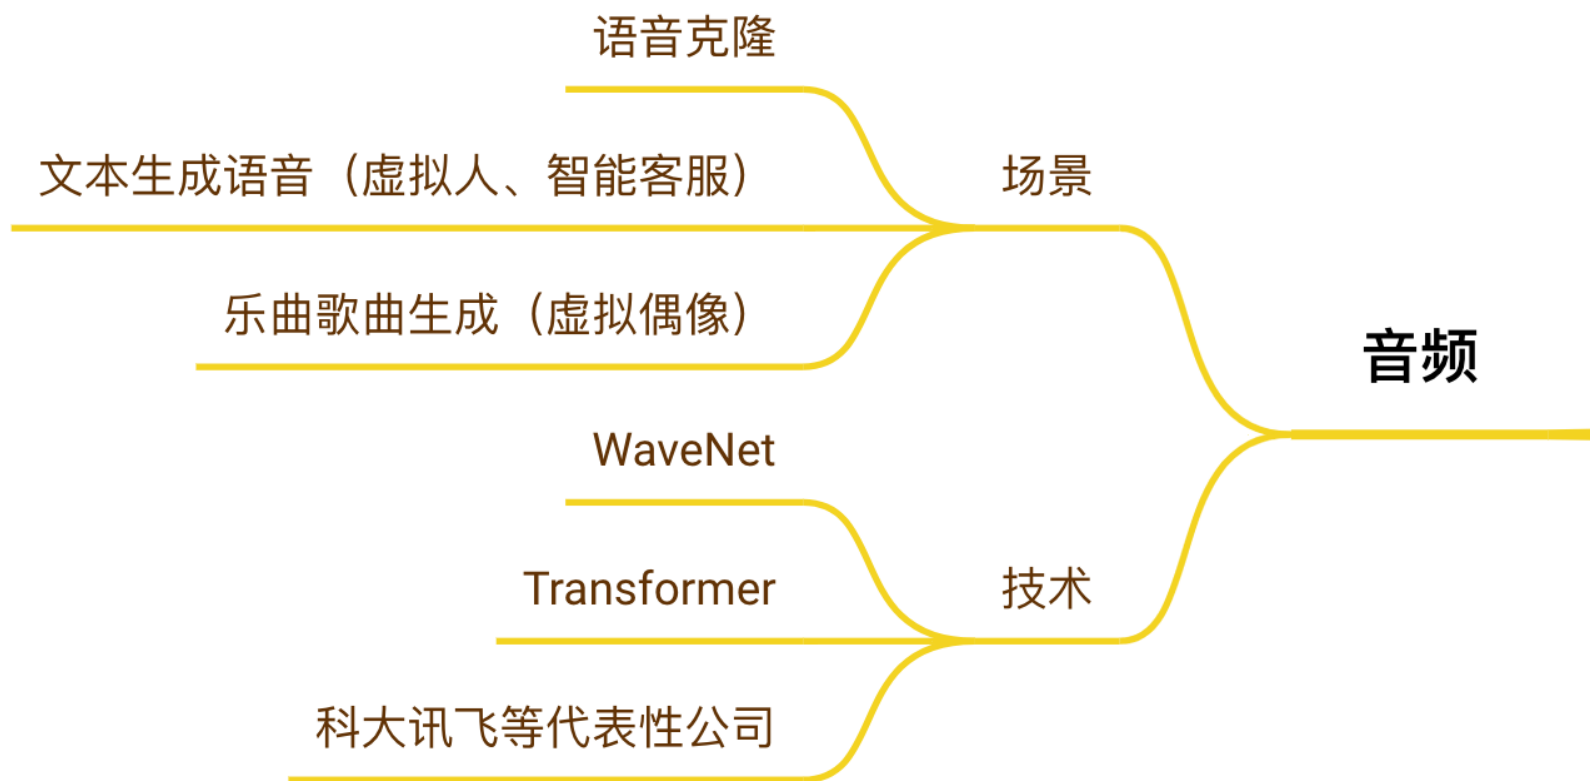 语音克隆
文本生成语音（虚拟人、智能客服）
场景
乐曲歌曲生成（虚拟偶像）
音频
WaveNet
Transformer
技术
科大讯飞等代表性公司